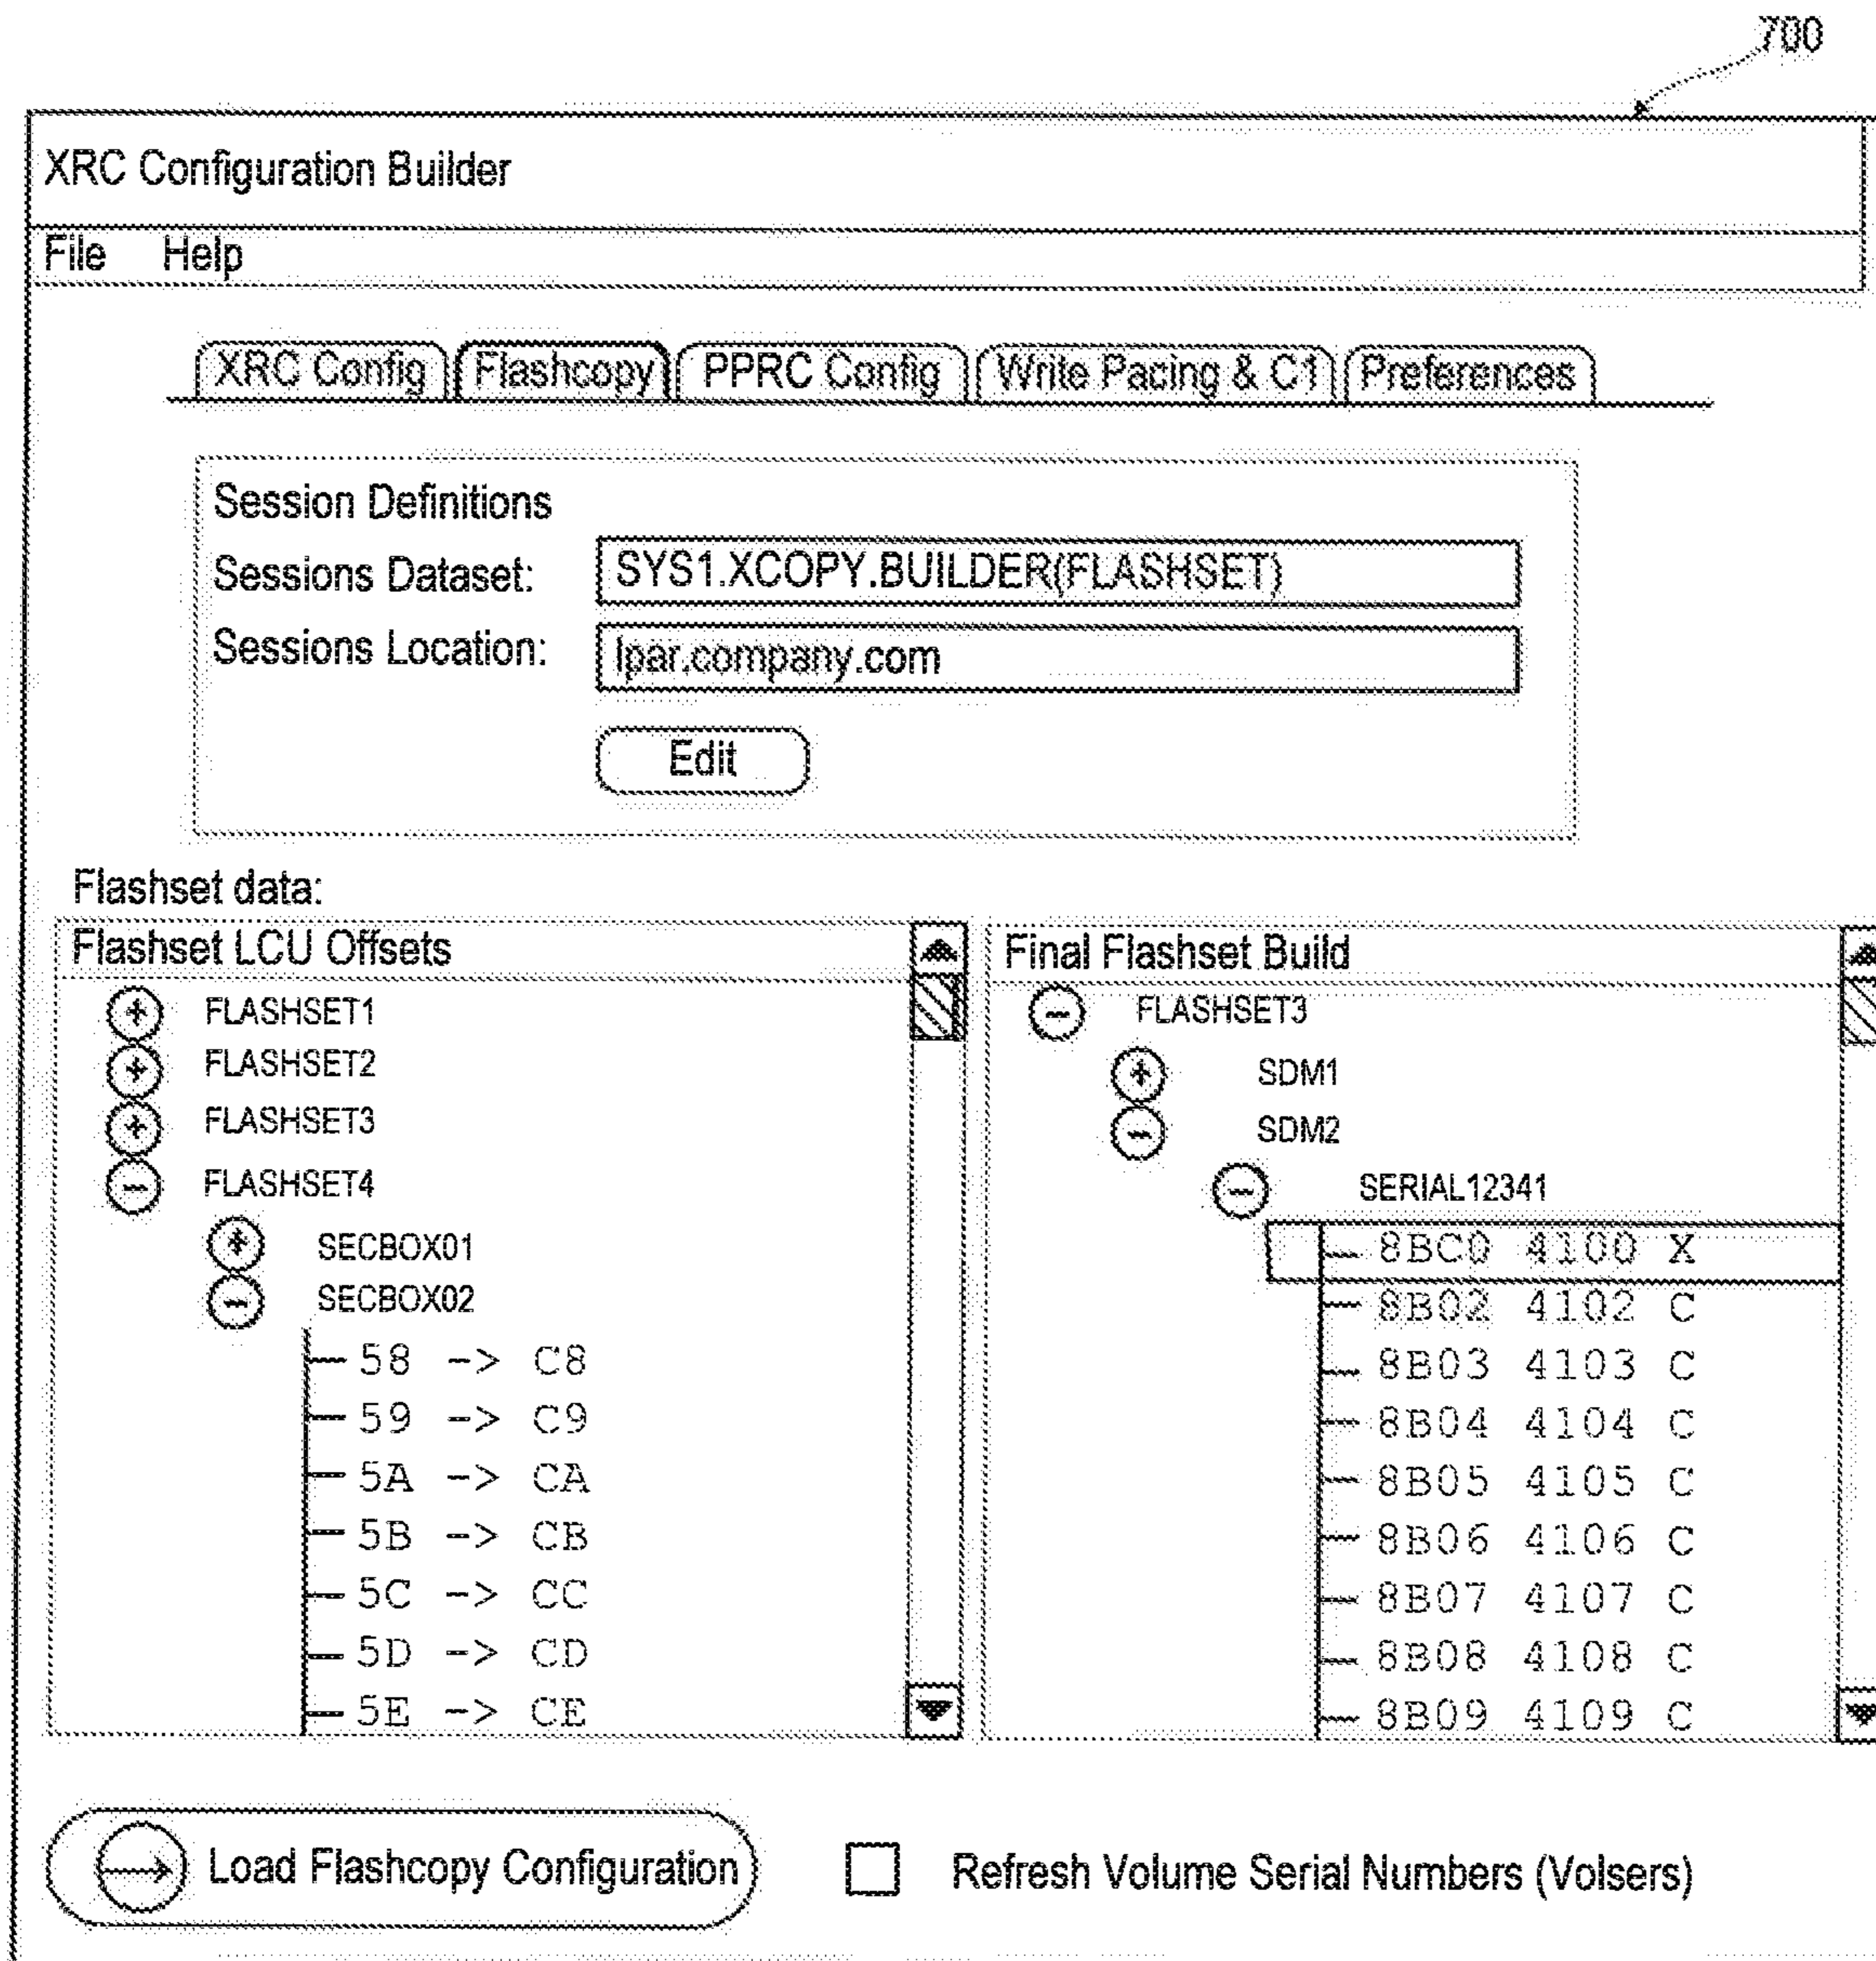 700
XRC Configuration Builder
File Help
XRC Config Flashcopy PPRC Config Write Pacing & C1 Preferences
Session Definitions
Sessions Dataset: SYS1.XCOPY.BUILDER(FLASHSET)
Sessions Location: lpar.company.com
Edit
Flashset data:
Flashset LCU Offsets
+ FLASHSET1
+ FLASHSET2
+ FLASHSET3
- FLASHSET4
+ SECBOX01
- SECBOX02
58 -> C8
59 -> C9
5A -> CA
5B -> CB
5C -> CC
5D -> CD
5E -> CE
Final Flashset Build
- FLASHSET3
+ SDM1
- SDM2
- SERIAL12341
8BC0 4100 X
8B02 4102 C
8B03 4103 C
8B04 4104 C
8B05 4105 C
8B06 4106 C
8B07 4107 C
8B08 4108 C
8B09 4109 C
Load Flashcopy Configuration
Refresh Volume Serial Numbers (Volsers)